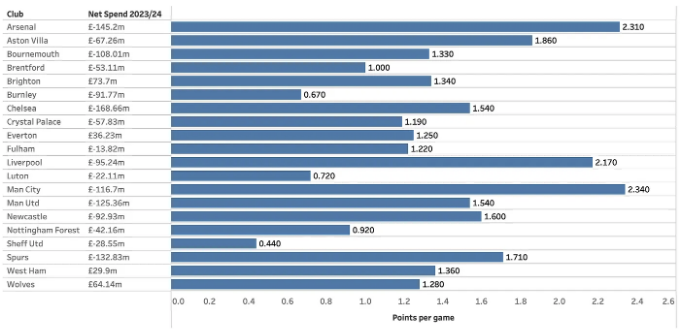 Club Net Spend 2023/24
Arsenal £-145.2m 2.310
Aston Villa £-67.26m 1.860
Bournemouth £-108.01m 1.330
Brentford £-53.11m 1.000
Brighton £73.7m 1.340
Burnley £-91.77m 0.670
Chelsea £-168.66m 1.540
Crystal Palace £-57.83m 1.190
Everton £36.23m 1.250
Fulham £-13.82m 1.220
Liverpool £-95.24m 2.170
Luton £-22.11m 0.720
Man City £-116.7m 2.340
Man Utd £-125.36m 1.540
Newcastle £-92.93m 1.600
Nottingham Forest £-42.16m 0.920
Sheff Utd £-28.55m 0.440
Spurs £-132.83m 1.710
West Ham £29.9m 1.360
Wolves £64.14m 1.280
0.0 0.2 0.4 0.6 0.8 1.0 1.2 1.4 1.6 1.8 2.0 2.2 2.4 2.6
Points per game